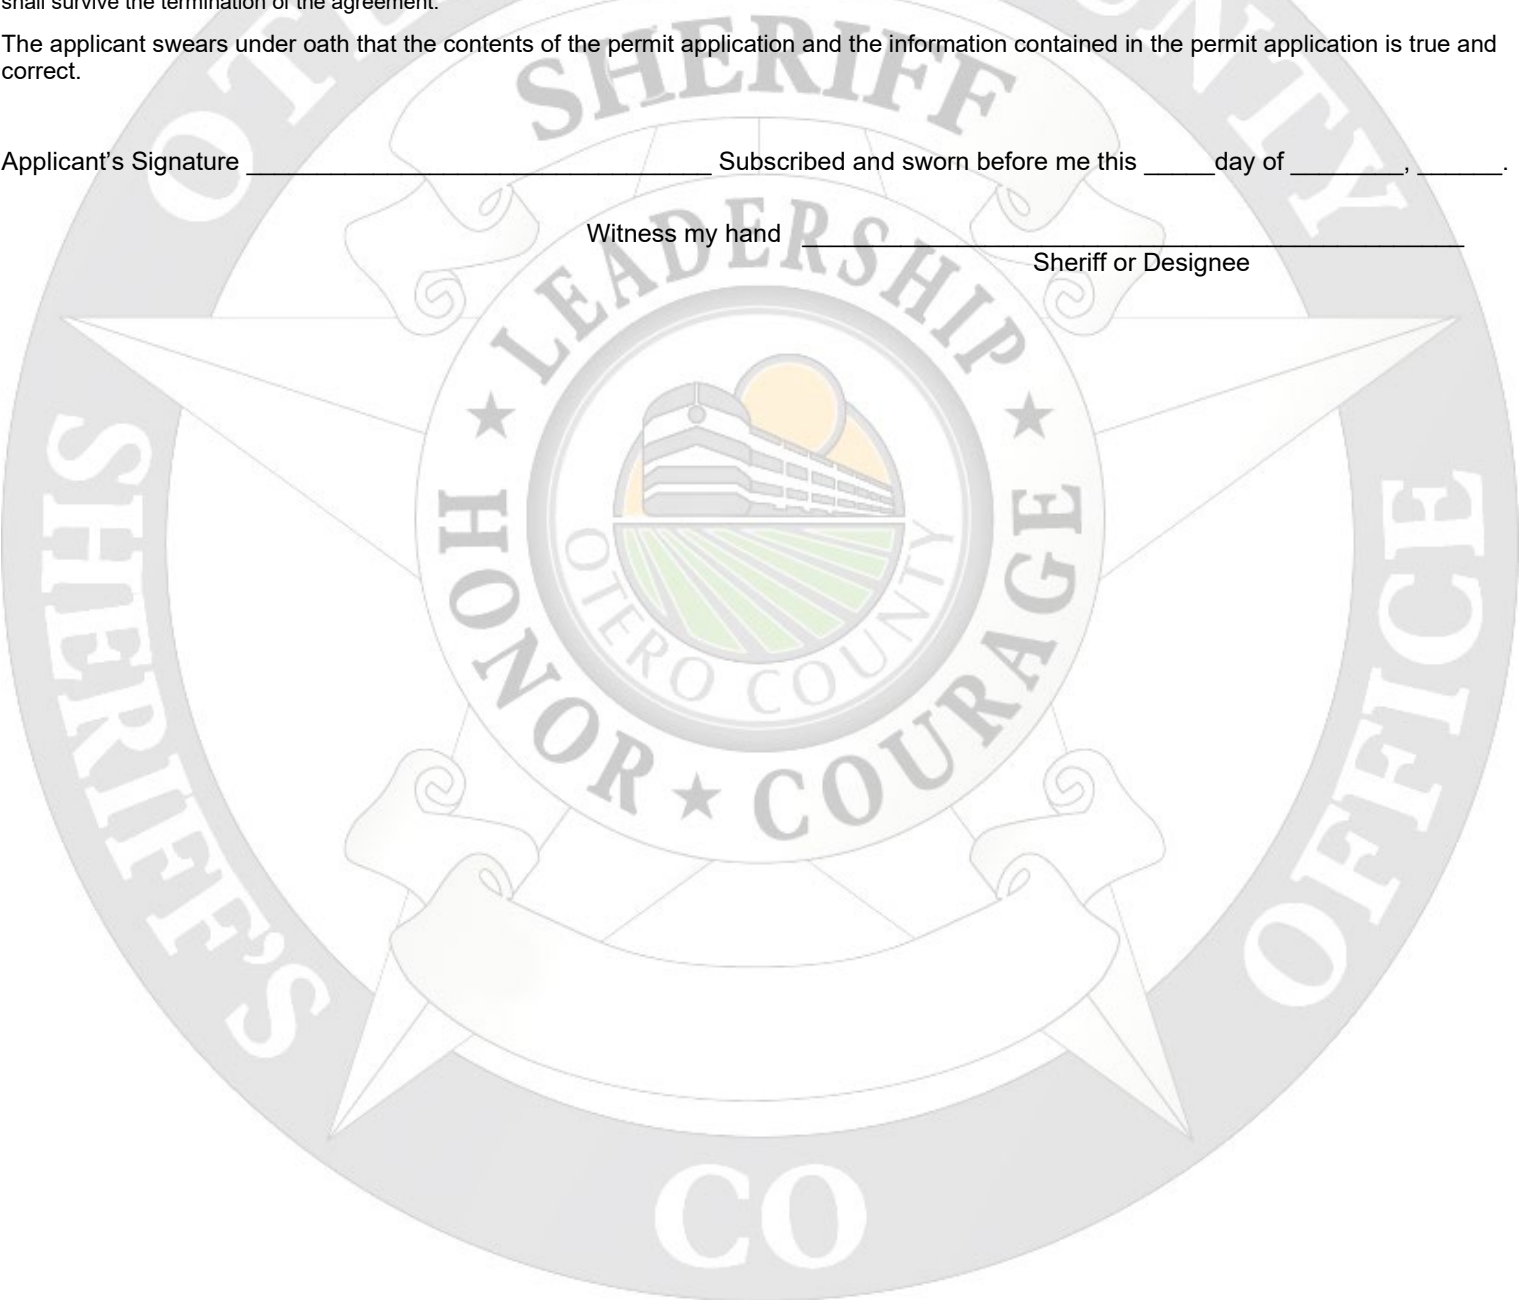 shall survive the termination of the agreement.
The applicant swears under oath that the contents of the permit application and the information contained in the permit application is true and
correct.
SHERIFF
Applicant’s Signature _________________________________ Subscribed and sworn before me this _____day of ________, ______.
Witness my hand _______________________________________________
Sheriff or Designee
LEADERSHIP
HONOR ★ COURAGE
OTERO COUNTY
SHERIFF'S
OFFICE
CO